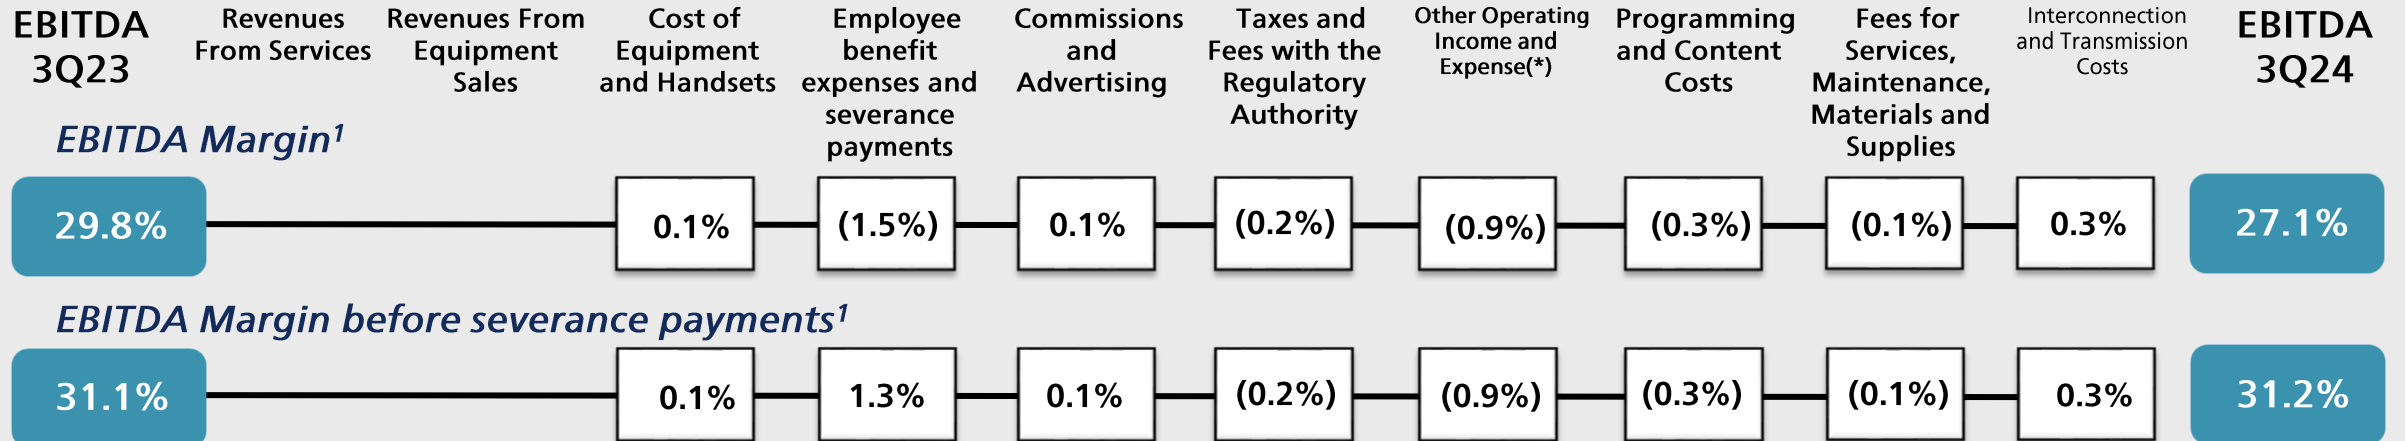 EBITDA
3Q23
Revenues
From Services
Revenues From
Equipment
Sales
Cost of
Equipment
and Handsets
Employee
benefit
expenses and
severance
payments
Commissions
and
Advertising
Taxes and
Fees with the
Regulatory
Authority
Other Operating
Income and
Expense(*)
Programming
and Content
Costs
Fees for
Services,
Maintenance,
Materials and
Supplies
Interconnection
and Transmission
Costs
EBITDA
3Q24
EBITDA Margin¹
29.8%
0.1%
(1.5%)
0.1%
(0.2%)
(0.9%)
(0.3%)
(0.1%)
0.3%
27.1%
EBITDA Margin before severance payments¹
31.1%
0.1%
1.3%
0.1%
(0.2%)
(0.9%)
(0.3%)
(0.1%)
0.3%
31.2%